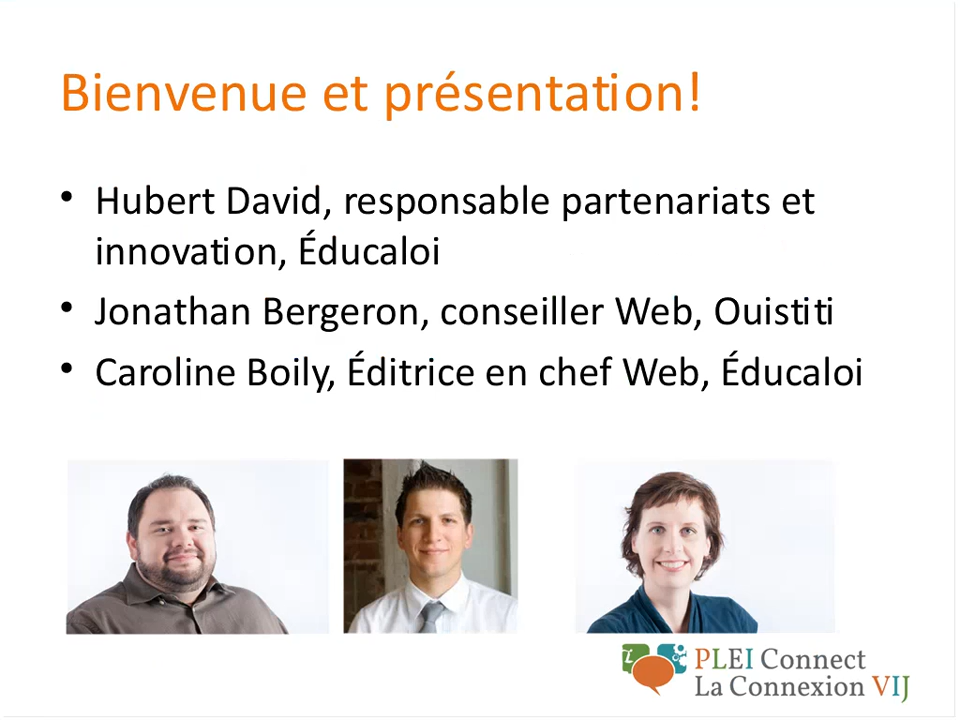 Bienvenue et présentation!
• Hubert David, responsable partenariats et
innovation, Éducaloi
• Jonathan Bergeron, conseiller Web, Ouistiti
• Caroline Boily, Éditrice en chef Web, Éducaloi
PLEI Connect
La Connexion VIJ